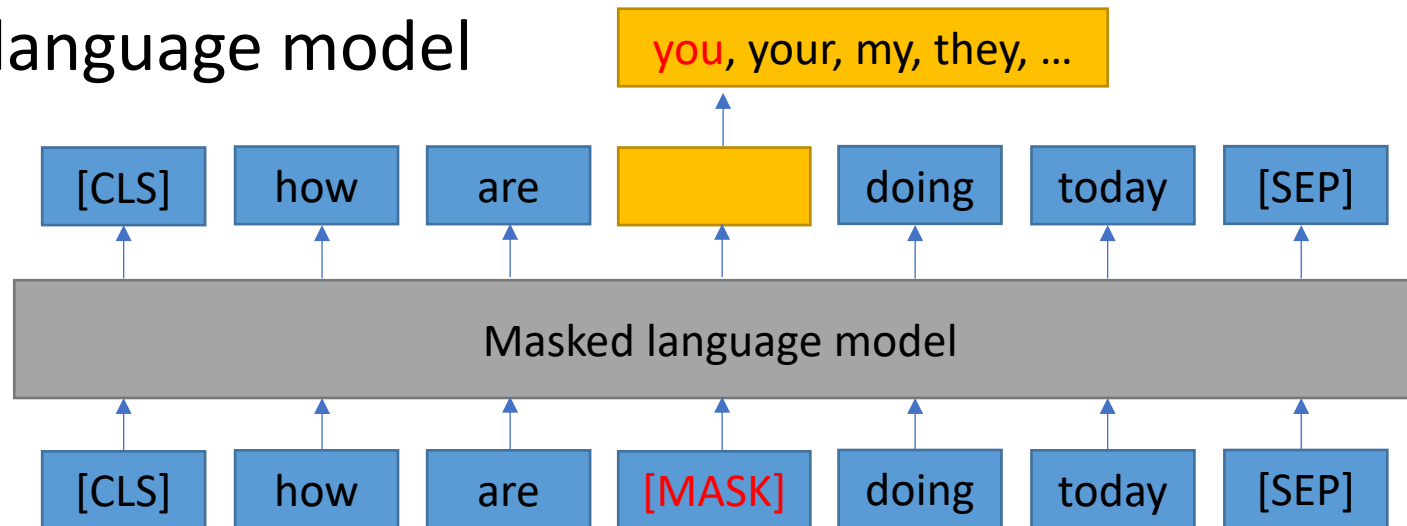 language model
you, your, my, they, …
[CLS] how are doing today [SEP]
Masked language model
[CLS] how are [MASK] doing today [SEP]